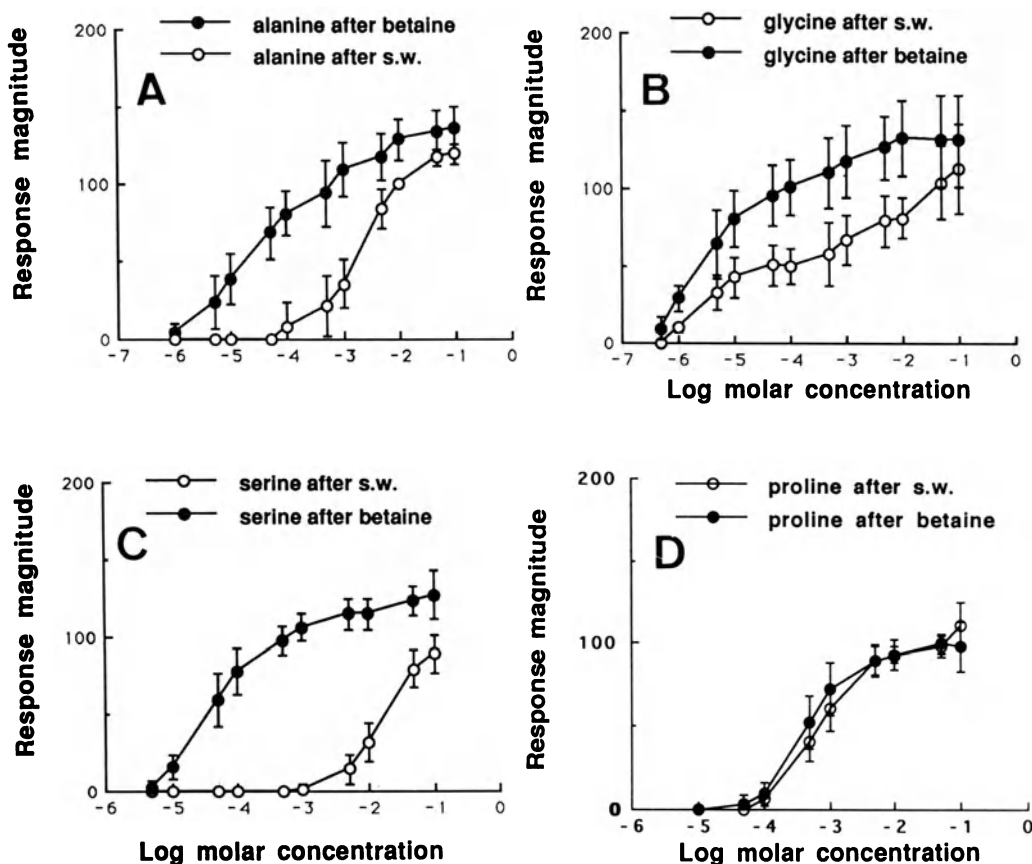 200
100
0
Response magnitude
alanine after betaine
alanine after s.w.
A
-7 -6 -5 -4 -3 -2 -1 0
200
100
0
Response magnitude
glycine after s.w.
glycine after betaine
B
-7 -6 -5 -4 -3 -2 -1 0
Log molar concentration
200
100
0
Response magnitude
serine after s.w.
serine after betaine
C
-6 -5 -4 -3 -2 -1 0
Log molar concentration
200
100
0
Response magnitude
proline after s.w.
proline after betaine
D
-6 -5 -4 -3 -2 -1 0
Log molar concentration